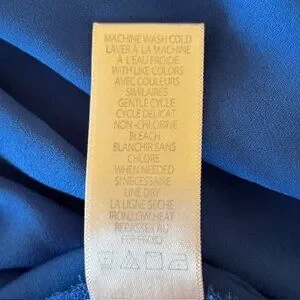 MACHINE WASH COLD
LAVER À LA MACHINE
À L'EAU FROIDE
WITH LIKE COLORS
AVEC COULEURS
SIMILAIRES
GENTLE CYCLE
CYCLE DÉLICAT
NON-CHLORINE
BLEACH
BLANCHIR SANS
CHLORE
WHEN NEEDED
SI NÉCESSAIRE
LINE DRY
LA LIGNE SÈCHE
IRON LOW HEAT
REPASSER AU
FER FROID